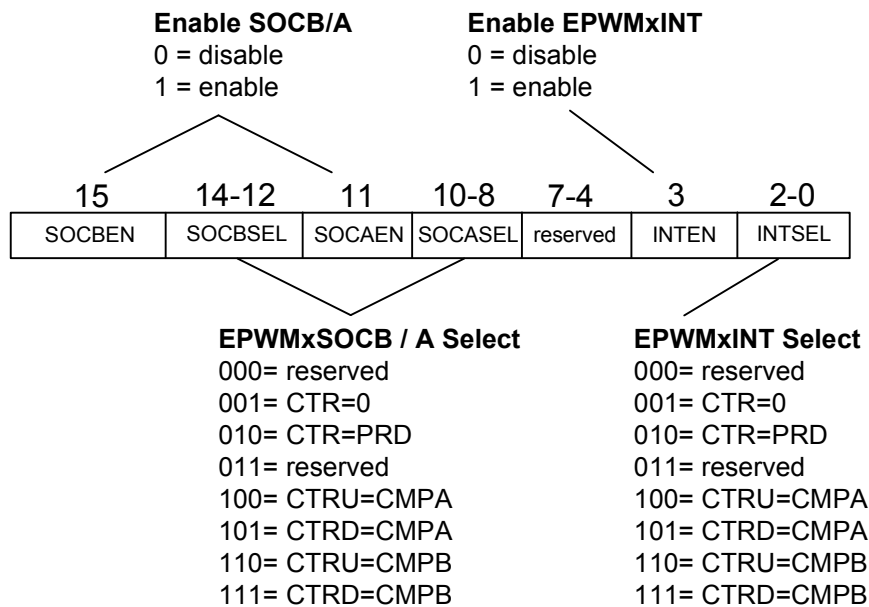 Enable SOCB/A
0 = disable
1 = enable
Enable EPWMxINT
0 = disable
1 = enable
15 14-12 11 10-8 7-4 3 2-0
SOCBEN SOCBSEL SOCAEN SOCASEL reserved INTEN INTSEL
EPWMxSOCB / A Select
000= reserved
001= CTR=0
010= CTR=PRD
011= reserved
100= CTRU=CMPA
101= CTRD=CMPA
110= CTRU=CMPB
111= CTRD=CMPB
EPWMxINT Select
000= reserved
001= CTR=0
010= CTR=PRD
011= reserved
100= CTRU=CMPA
101= CTRD=CMPA
110= CTRU=CMPB
111= CTRD=CMPB